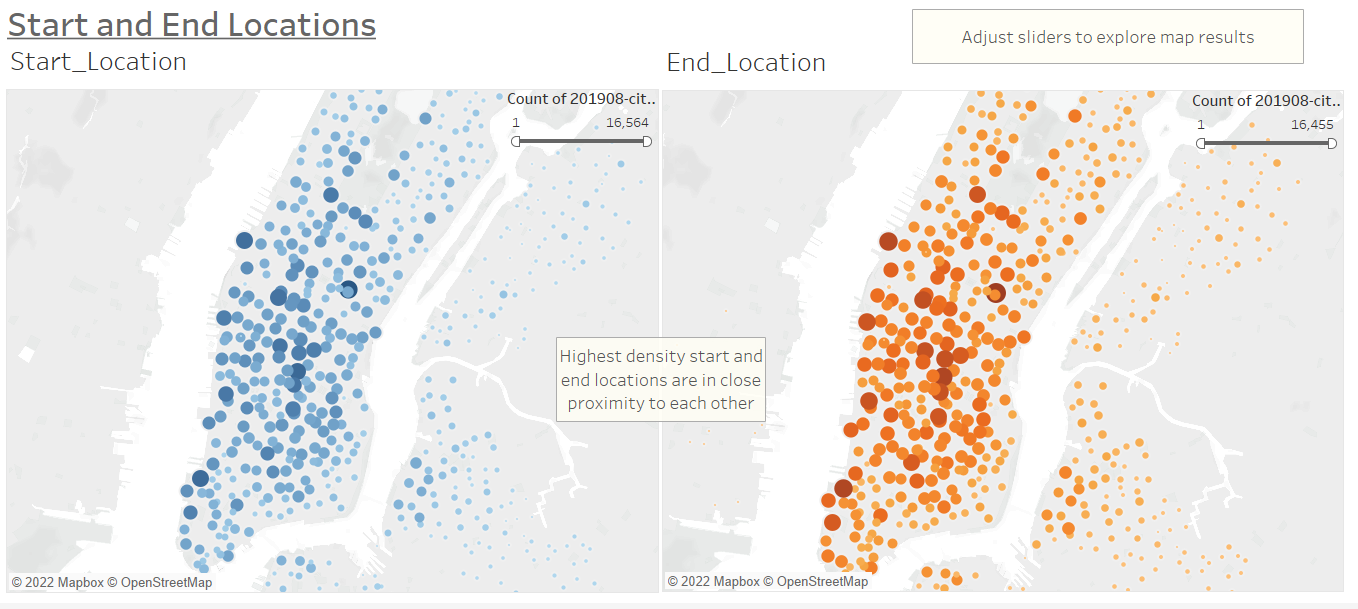 Start and End Locations
Adjust sliders to explore map results
Start_Location
End_Location
Count of 201908-cit..
1 16,564
Count of 201908-cit..
1 16,455
Highest density start and
end locations are in close
proximity to each other
© 2022 Mapbox © OpenStreetMap
© 2022 Mapbox © OpenStreetMap